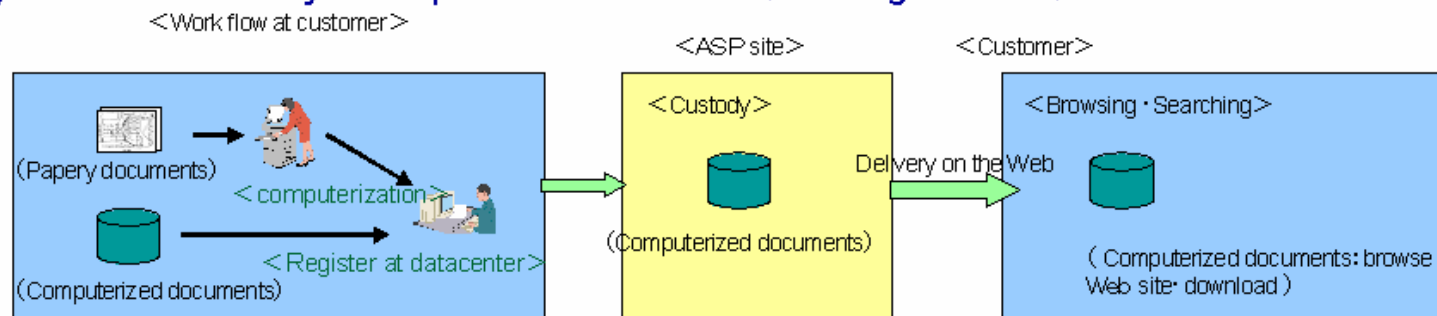 ＜Work flow at customer＞
＜ASP site＞
＜Customer＞
(Papery documents)
＜computerization＞
＜Register at datacenter＞
(Computerized documents)
＜Custody＞
(Computerized documents)
Delivery on the Web
＜Browsing・Searching＞
( Computerized documents: browse
Web site・download )